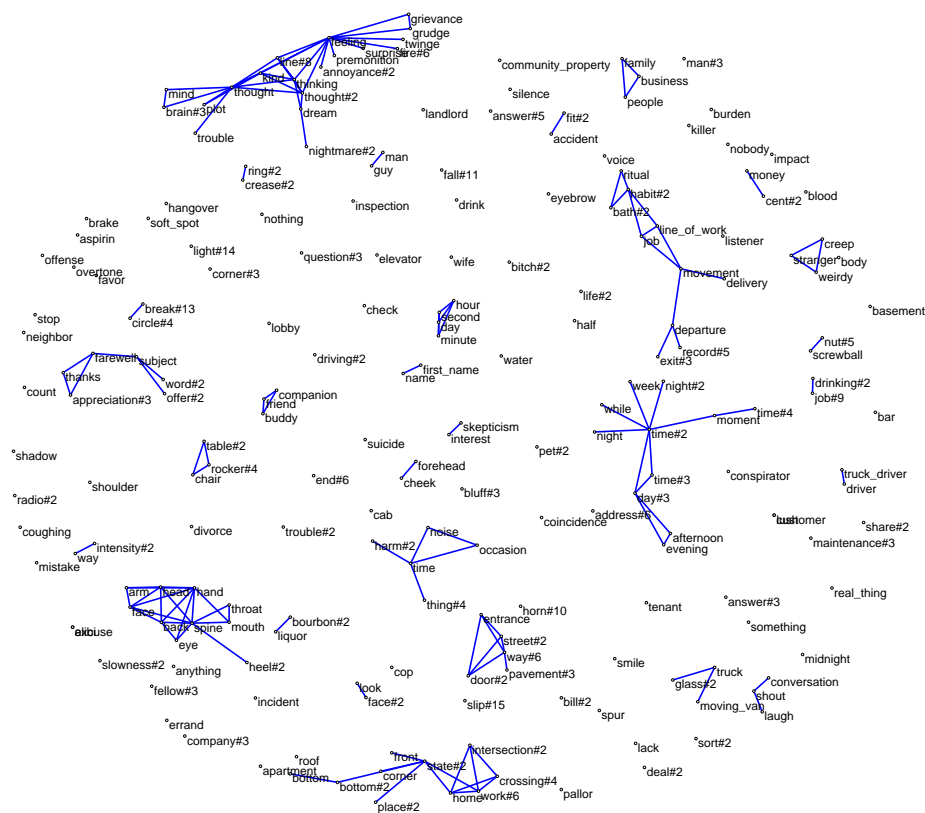 grievance
grudge
feeling
twinge
surprise
fire#6
premonition
line#8
annoyance#2
kind
thinking
mind
thought
thought#2
brain#3
plot
dream
trouble
nightmare#2
community_property
family
man#3
business
silence
people
landlord
answer#5
fit#2
burden
accident
killer
nobody
man
guy
voice
impact
ring#2
crease#2
fall#11
ritual
money
habit#2
eyebrow
cent#2
blood
hangover
inspection
drink
bath#2
brake
soft_spot
nothing
line_of_work
aspirin
job
listener
creep
light#14
offense
question#3
elevator
wife
bitch#2
stranger
body
overtone
favor
corner#3
movement
weirdy
delivery
life#2
break#13
hour
check
basement
stop
circle#4
second
day
half
lobby
departure
neighbor
minute
nut#5
record#5
screwball
farewell
subject
driving#2
water
exit#3
thanks
first_name
name
word#2
week
night#2
drinking#2
count
appreciation#3
offer#2
companion
job#9
friend
buddy
while
time#4
moment
bar
skepticism
interest
night
time#2
table#2
suicide
pet#2
shadow
rocker#4
chair
forehead
cheek
end#6
time#3
conspirator
truck_driver
driver
shoulder
bluff#3
radio#2
day#3
cab
address#6
coincidence
customer
share#2
coughing
divorce
trouble#2
noise
afternoon
maintenance#3
intensity#2
way
harm#2
occasion
evening
mistake
time
arm
head
hand
real_thing
face
throat
thing#4
horn#10
tenant
answer#3
entrance
back
spine
mouth
bourbon#2
liquor
something
excuse
eye
street#2
way#6
slowness#2
anything
heel#2
cop
door#2
pavement#3
smile
midnight
truck
glass#2
conversation
fellow#3
look
face#2
incident
slip#15
bill#2
shout
moving_van
laugh
spur
errand
company#3
sort#2
front
intersection#2
lack
roof
apartment
state#2
bottom
corner
crossing#4
deal#2
bottom#2
home
work#6
pallor
place#2